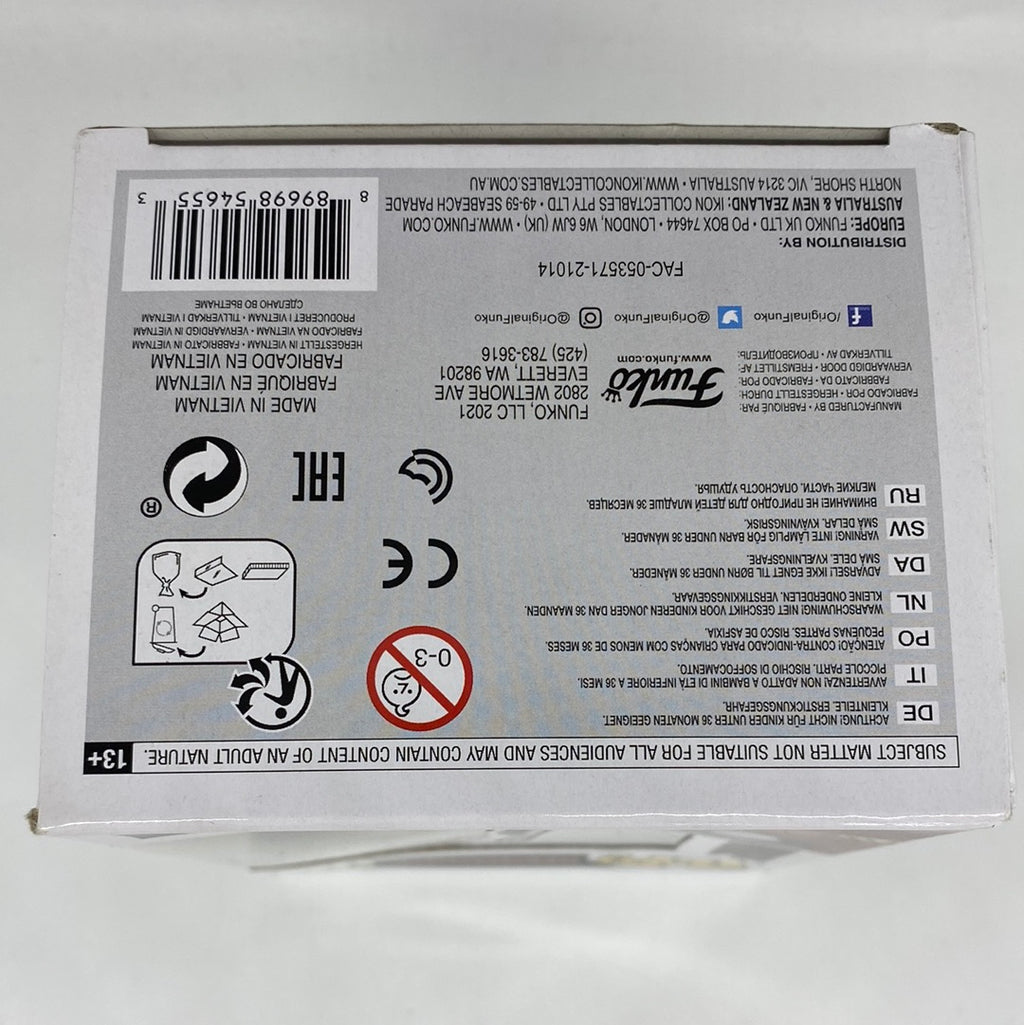 SUBJECT MATTER NOT SUITABLE FOR ALL AUDIENCES AND MAY CONTAIN CONTENT OF AN ADULT NATURE. 13+
DE ACHTUNG! NICHT FÜR KINDER UNTER 36 MONATEN GEEIGNET.
KLEINTEILE. ERSTICKUNGSGEFAHR.
IT AVVERTENZA! NON ADATTO A BAMBINI DI ETÀ INFERIORE A 36 MESI.
PICCOLE PARTI. RISCHIO DI SOFFOCAMENTO.
PO ATENÇÃO! CONTRA-INDICADO PARA CRIANÇAS COM MENOS DE 36 MESES.
PEQUENAS PARTES. RISCO DE ASFIXIA.
NL WAARSCHUWING! NIET GESCHIKT VOOR KINDEREN JONGER DAN 36 MAANDEN.
KLEINE ONDERDELEN. VERSTIKKINGSGEVAAR.
DA ADVARSEL! IKKE EGNET TIL BØRN UNDER 36 MÅNEDER.
SMÅ DELE. KVELNINGSFARE.
SW VARNING! INTE LÄMPLIG FÖR BARN UNDER 36 MÅNADER.
SMÅ DELAR. KVÄVNINGSRISK.
RU ВНИМАНИЕ! НЕ ПРИГОДНО ДЛЯ ДЕТЕЙ МЛАДШЕ 36 МЕСЯЦЕВ.
МЕЛКИЕ ЧАСТИ. ОПАСНОСТЬ УДУШЬЯ.
0-3
CE
EAC
®
MANUFACTURED BY • FABRIQUÉ PAR:
FABRICADO POR • HERGESTELLT DURCH:
FABRICATO DA • FABRICADO POR:
VERVAARDIGD DOOR • FREMSTILLET AF:
TILLVERKAD AV • ПРОИЗВОДИТЕЛЬ:
Funko
www.funko.com
FUNKO, LLC 2021
2802 WETMORE AVE
EVERETT, WA 98201
(425) 783-3616
MADE IN VIETNAM
FABRIQUÉ EN VIETNAM
FABRICADO EN VIETNAM
HERGESTELLT IN VIETNAM • FABBRICATO IN VIETNAM
FABRICADO NA VIETNAM • VERVAARDIGD IN VIETNAM
PRODUCERET I VIETNAM • TILLVERKAD I VIETNAM
СДЕЛАНО ВО ВЬЕТНАМЕ
f /OriginalFunko @OriginalFunko @OriginalFunko
FAC-053571-21014
DISTRIBUTION BY:
EUROPE: FUNKO UK LTD • PO BOX 74644 • LONDON, W6 6JW (UK) • WWW.FUNKO.COM
AUSTRALIA & NEW ZEALAND: IKON COLLECTABLES PTY LTD • 49-59 SEABEACH PARADE
NORTH SHORE, VIC 3214 AUSTRALIA • WWW.IKONCOLLECTABLES.COM.AU
8 89698 54655 3